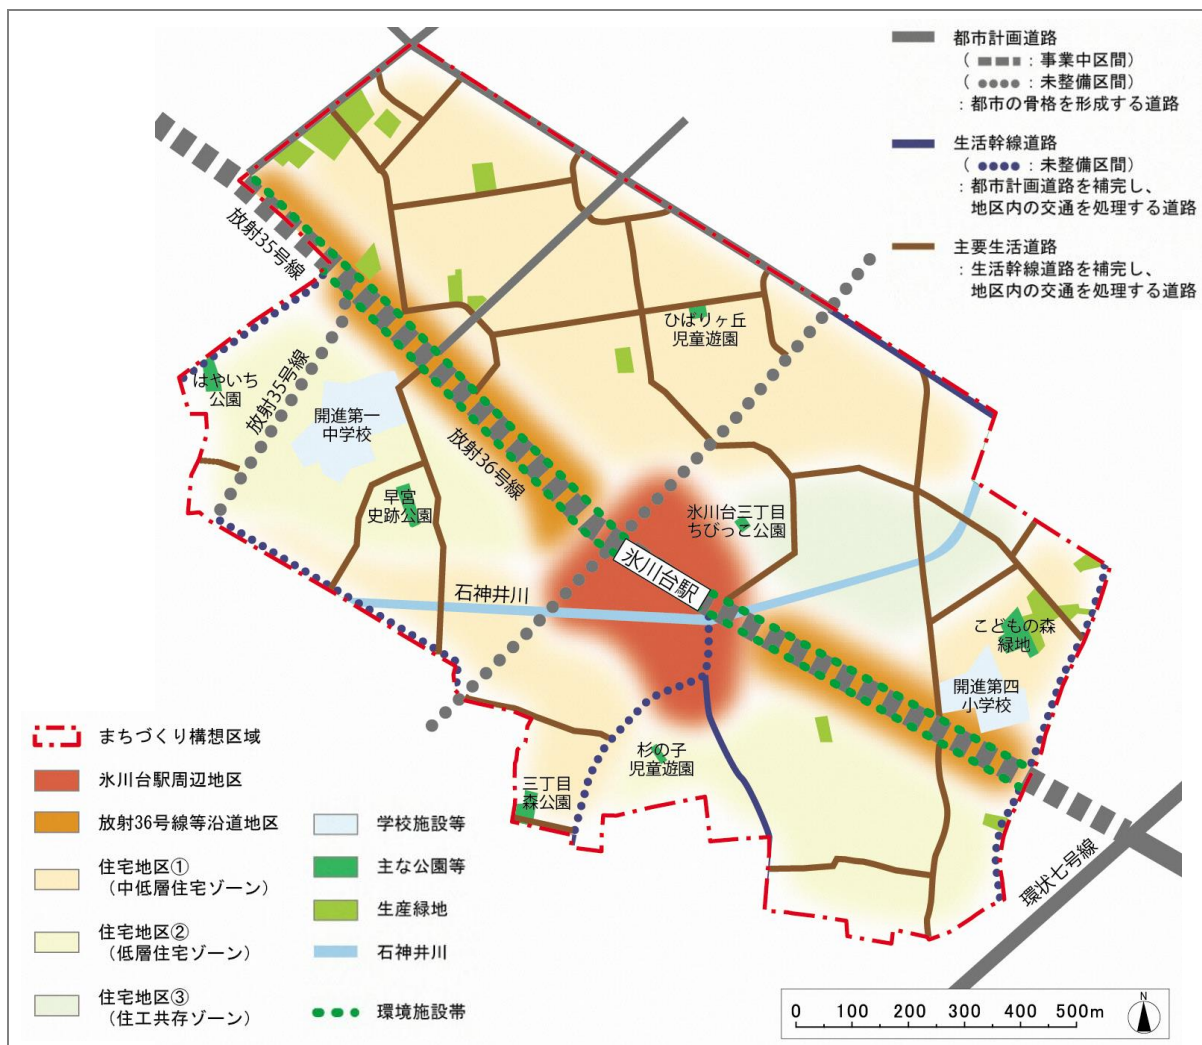 都市計画道路
（ ：事業中区間）
（ ：未整備区間）
：都市の骨格を形成する道路
生活幹線道路
（ ：未整備区間）
：都市計画道路を補完し、
地区内の交通を処理する道路
主要生活道路
：生活幹線道路を補完し、
地区内の交通を処理する道路
放射35号線
ひばりヶ丘
児童遊園
はやいち
公園
放射35号線
開進第一
中学校
放射36号線
早宮
史跡公園
氷川台三丁目
ちびっこ公園
氷川台駅
石神井川
こどもの森
緑地
開進第四
小学校
杉の子
児童遊園
三丁目
森公園
環状七号線
まちづくり構想区域
氷川台駅周辺地区
放射36号線等沿道地区
住宅地区①
（中低層住宅ゾーン）
住宅地区②
（低層住宅ゾーン）
住宅地区③
（住工共存ゾーン）
学校施設等
主な公園等
生産緑地
石神井川
環境施設帯
N
0 100 200 300 400 500m